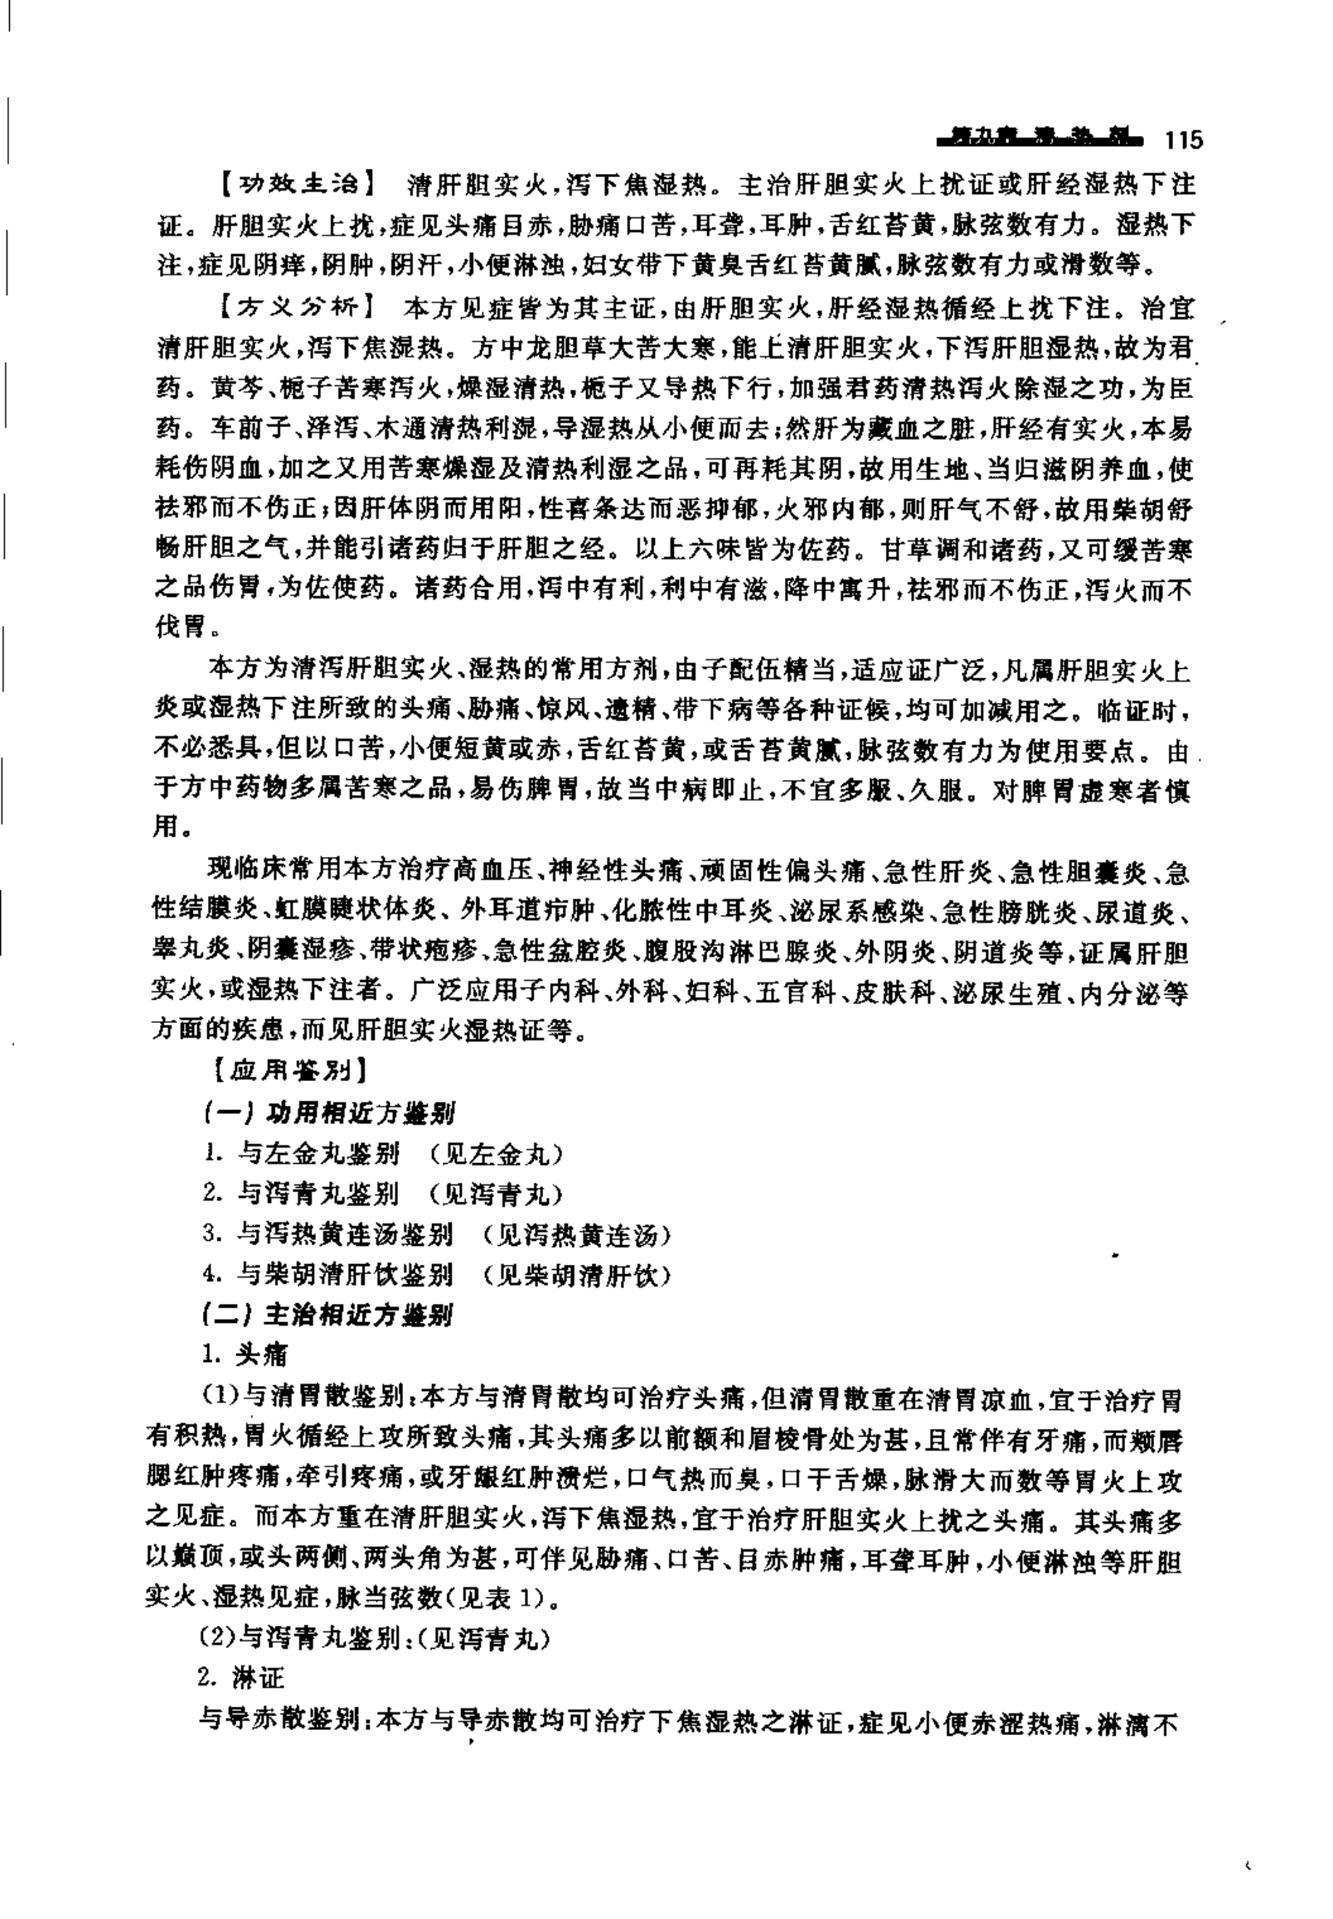 第九章 清热剂 115
【功效主治】 清肝胆实火,泻下焦湿热。主治肝胆实火上扰证或肝经湿热下注
证。肝胆实火上扰,症见头痛目赤,胁痛口苦,耳聋,耳肿,舌红苔黄,脉弦数有力。湿热下
注,症见阴痒,阴肿,阴汗,小便淋浊,妇女带下黄臭舌红苔黄腻,脉弦数有力或滑数等。
【方义分析】 本方见症皆为其主证,由肝胆实火,肝经湿热循经上扰下注。治宜
清肝胆实火,泻下焦湿热。方中龙胆草大苦大寒,能上清肝胆实火,下泻肝胆湿热,故为君
药。黄芩、栀子苦寒泻火,燥湿清热,栀子又导热下行,加强君药清热泻火除湿之功,为臣
药。车前子、泽泻、木通清热利湿,导湿热从小便而去;然肝为藏血之脏,肝经有实火,本易
耗伤阴血,加之又用苦寒燥湿及清热利湿之品,可再耗其阴,故用生地、当归滋阴养血,使
祛邪而不伤正;因肝体阴而用阳,性喜条达而恶抑郁,火邪内郁,则肝气不舒,故用柴胡舒
畅肝胆之气,并能引诸药归于肝胆之经。以上六味皆为佐药。甘草调和诸药,又可缓苦寒
之品伤胃,为佐使药。诸药合用,泻中有利,利中有滋,降中寓升,祛邪而不伤正,泻火而不
伐胃。
本方为清泻肝胆实火、湿热的常用方剂,由子配伍精当,适应证广泛,凡属肝胆实火上
炎或湿热下注所致的头痛、胁痛、惊风、遗精、带下病等各种证候,均可加减用之。临证时,
不必悉具,但以口苦,小便短黄或赤,舌红苔黄,或舌苔黄腻,脉弦数有力为使用要点。由
于方中药物多属苦寒之品,易伤脾胃,故当中病即止,不宜多服、久服。对脾胃虚寒者慎
用。
现临床常用本方治疗高血压、神经性头痛、顽固性偏头痛、急性肝炎、急性胆囊炎、急
性结膜炎、虹膜睫状体炎、外耳道疖肿、化脓性中耳炎、泌尿系感染、急性膀胱炎、尿道炎、
睾丸炎、阴囊湿疹、带状疱疹、急性盆腔炎、腹股沟淋巴腺炎、外阴炎、阴道炎等,证属肝胆
实火,或湿热下注者。广泛应用子内科、外科、妇科、五官科、皮肤科、泌尿生殖、内分泌等
方面的疾患,而见肝胆实火湿热证等。
【应用鉴别】
(一)功用相近方鉴别
1. 与左金丸鉴别 (见左金丸)
2. 与泻青丸鉴别 (见泻青丸)
3. 与泻热黄连汤鉴别 (见泻热黄连汤)
4. 与柴胡清肝饮鉴别 (见柴胡清肝饮)
(二)主治相近方鉴别
1. 头痛
(1)与清胃散鉴别:本方与清胃散均可治疗头痛,但清胃散重在清胃凉血,宜于治疗胃
有积热,胃火循经上攻所致头痛,其头痛多以前额和眉棱骨处为甚,且常伴有牙痛,而颊唇
腮红肿疼痛,牵引疼痛,或牙龈红肿溃烂,口气热而臭,口干舌燥,脉滑大而数等胃火上攻
之见症。而本方重在清肝胆实火,泻下焦湿热,宜于治疗肝胆实火上扰之头痛。其头痛多
以巅顶,或头两侧、两头角为甚,可伴见胁痛、口苦、目赤肿痛,耳聋耳肿,小便淋浊等肝胆
实火、湿热见症,脉当弦数(见表1)。
(2)与泻青丸鉴别:(见泻青丸)
2. 淋证
与导赤散鉴别:本方与导赤散均可治疗下焦湿热之淋证,症见小便赤涩热痛,淋漓不